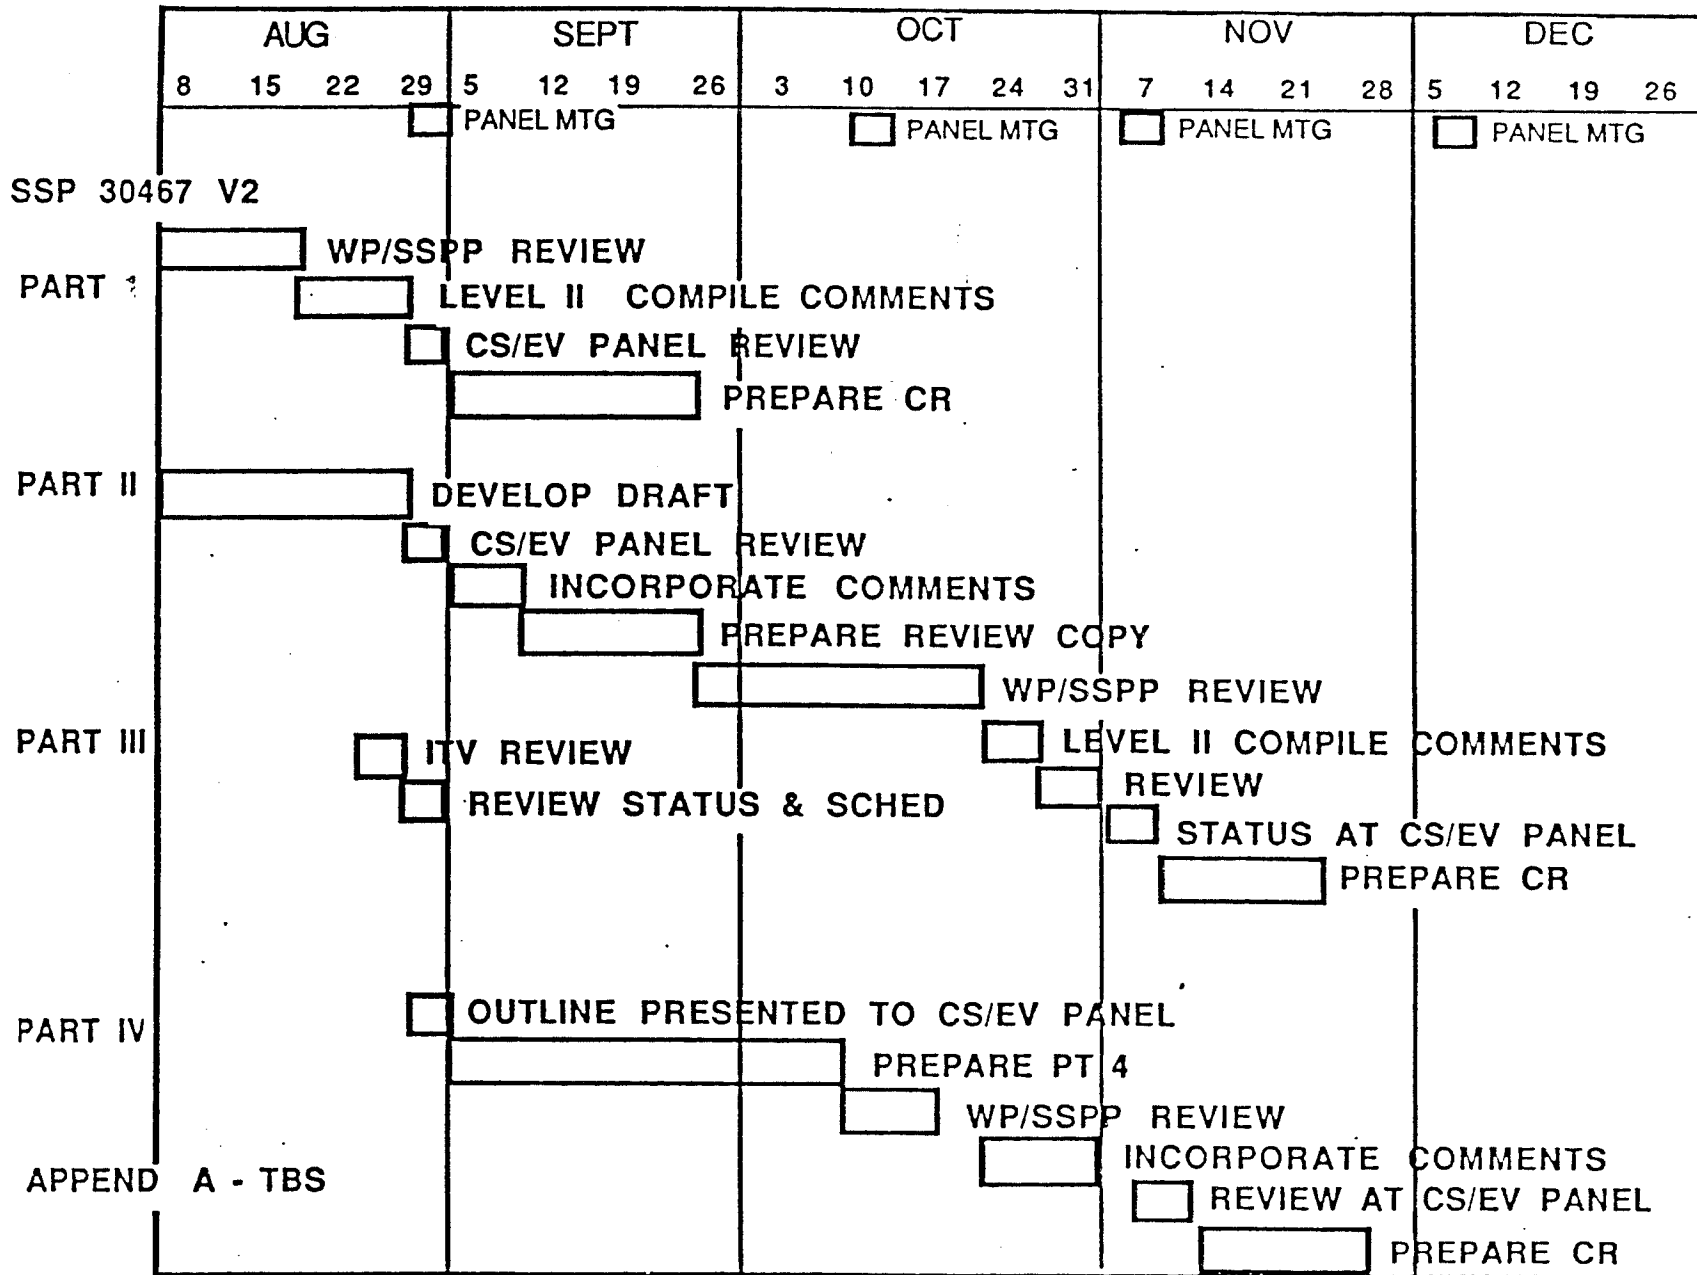 AUG SEPT OCT NOV DEC
8 15 22 29 5 12 19 26 3 10 17 24 31 7 14 21 28 5 12 19 26
PANEL MTG PANEL MTG PANEL MTG PANEL MTG
SSP 30467 V2
WP/SSPP REVIEW
PART 1
LEVEL II COMPILE COMMENTS
CS/EV PANEL REVIEW
PREPARE CR
PART II
DEVELOP DRAFT
CS/EV PANEL REVIEW
INCORPORATE COMMENTS
PREPARE REVIEW COPY
WP/SSPP REVIEW
PART III
ITV REVIEW
LEVEL II COMPILE COMMENTS
REVIEW
REVIEW STATUS & SCHED
STATUS AT CS/EV PANEL
PREPARE CR
PART IV
OUTLINE PRESENTED TO CS/EV PANEL
PREPARE PT 4
WP/SSPP REVIEW
INCORPORATE COMMENTS
APPEND A - TBS
REVIEW AT CS/EV PANEL
PREPARE CR